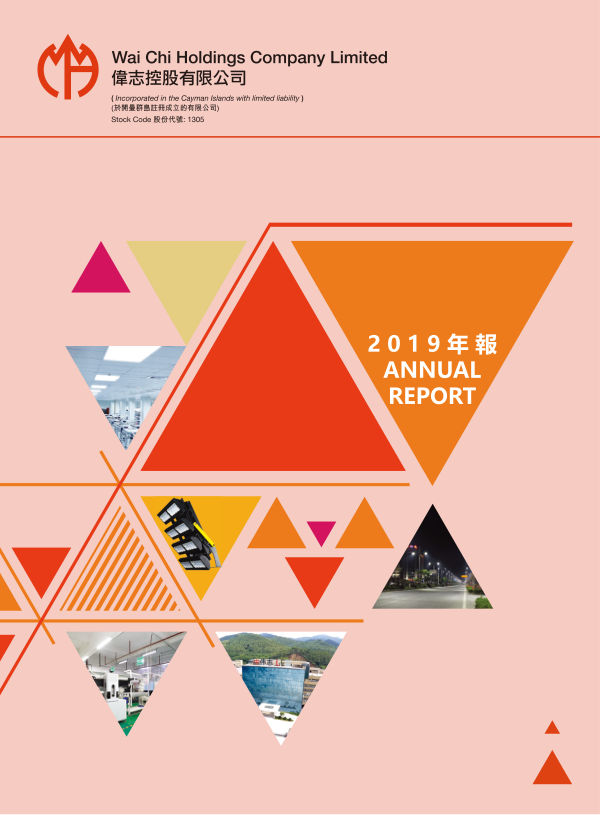 Wai Chi Holdings Company Limited
偉志控股有限公司
( Incorporated in the Cayman Islands with limited liability )
(於開曼群島註冊成立的有限公司)
Stock Code 股份代號: 1305
2019年報
ANNUAL
REPORT